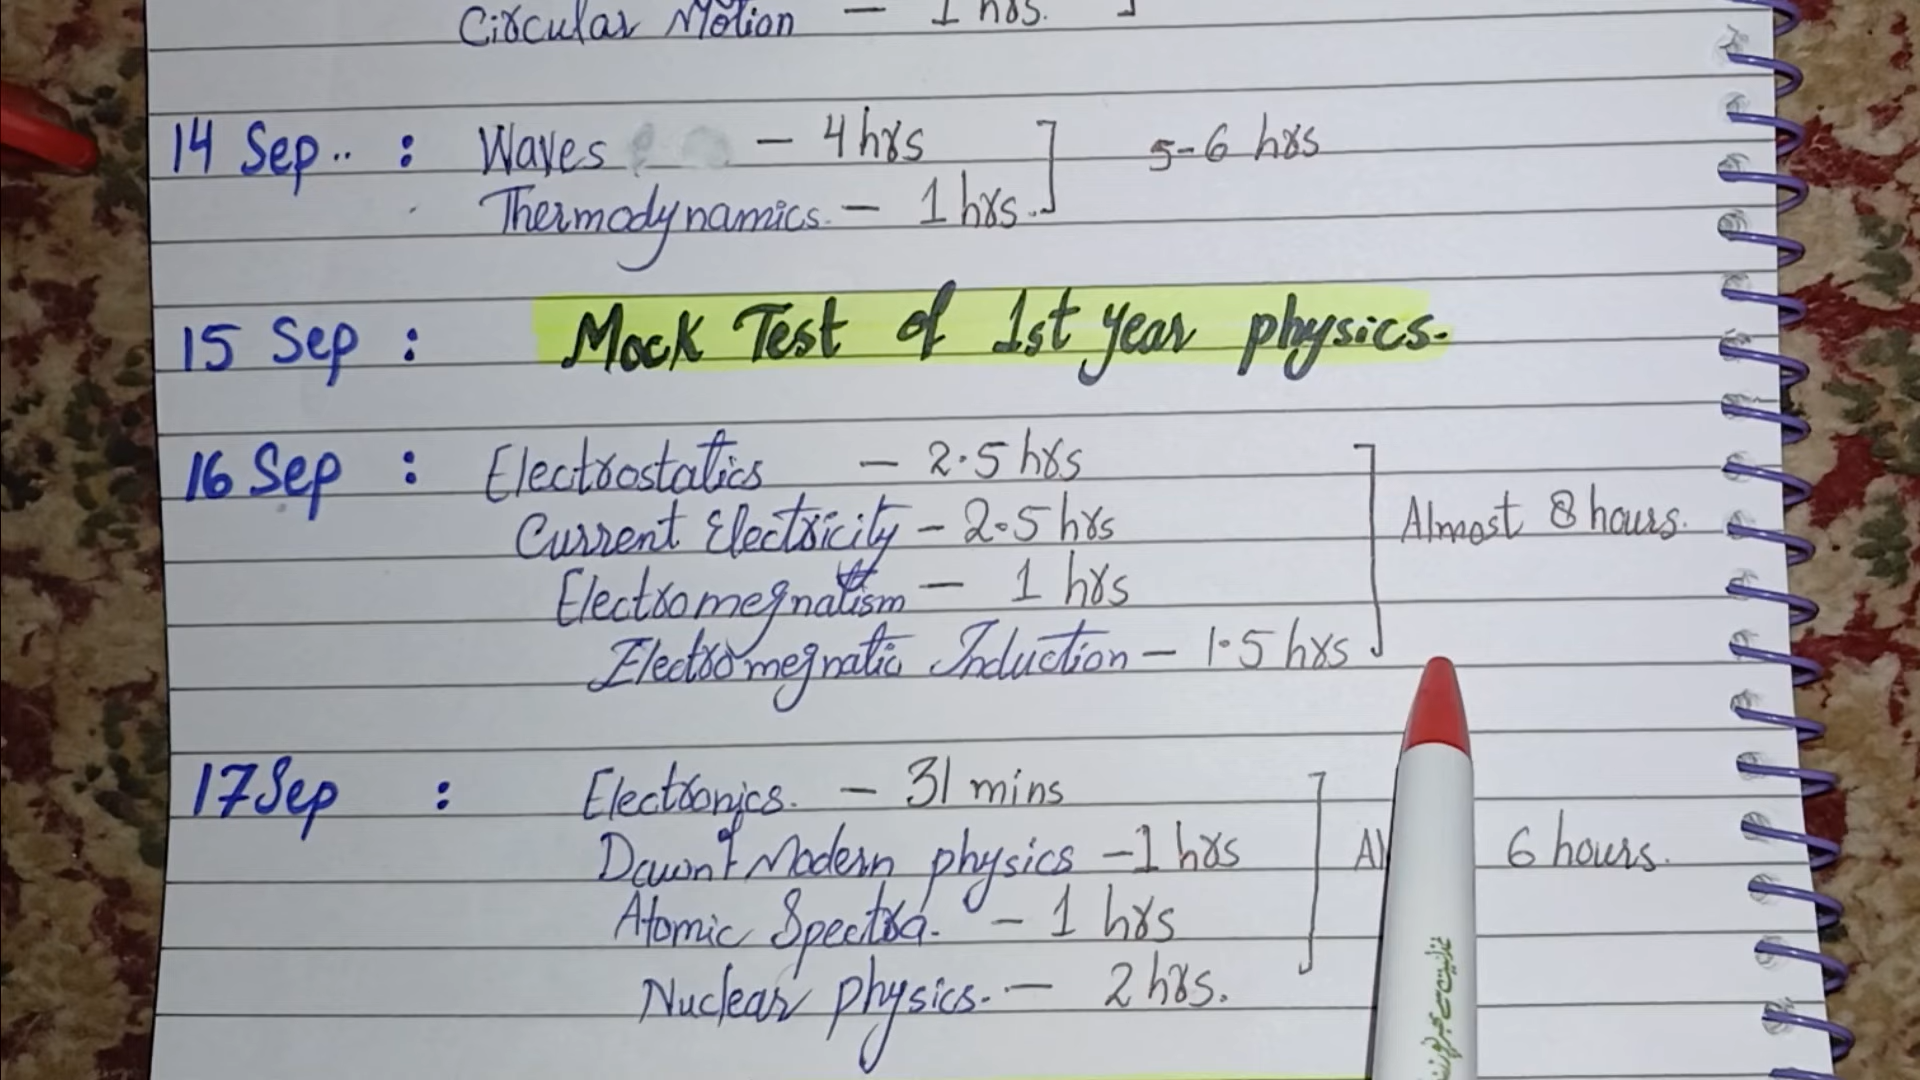 Circular Motion — 1 hrs.
14 Sep.. : Waves — 4 hrs
Thermodynamics. — 1 hrs.
5-6 hrs
15 Sep : Mock Test of 1st year physics.
16 Sep : Electrostatics — 2.5 hrs
Current Electricity — 2.5 hrs
Almost 8 hours.
Electromegnatism — 1 hrs
Electromegnatic Induction — 1.5 hrs
17 Sep : Electronics. — 31 mins
Dawn of Modern physics — 1 hrs
Al 6 hours.
Atomic Spectra. — 1 hrs
Nuclear physics. — 2 hrs.